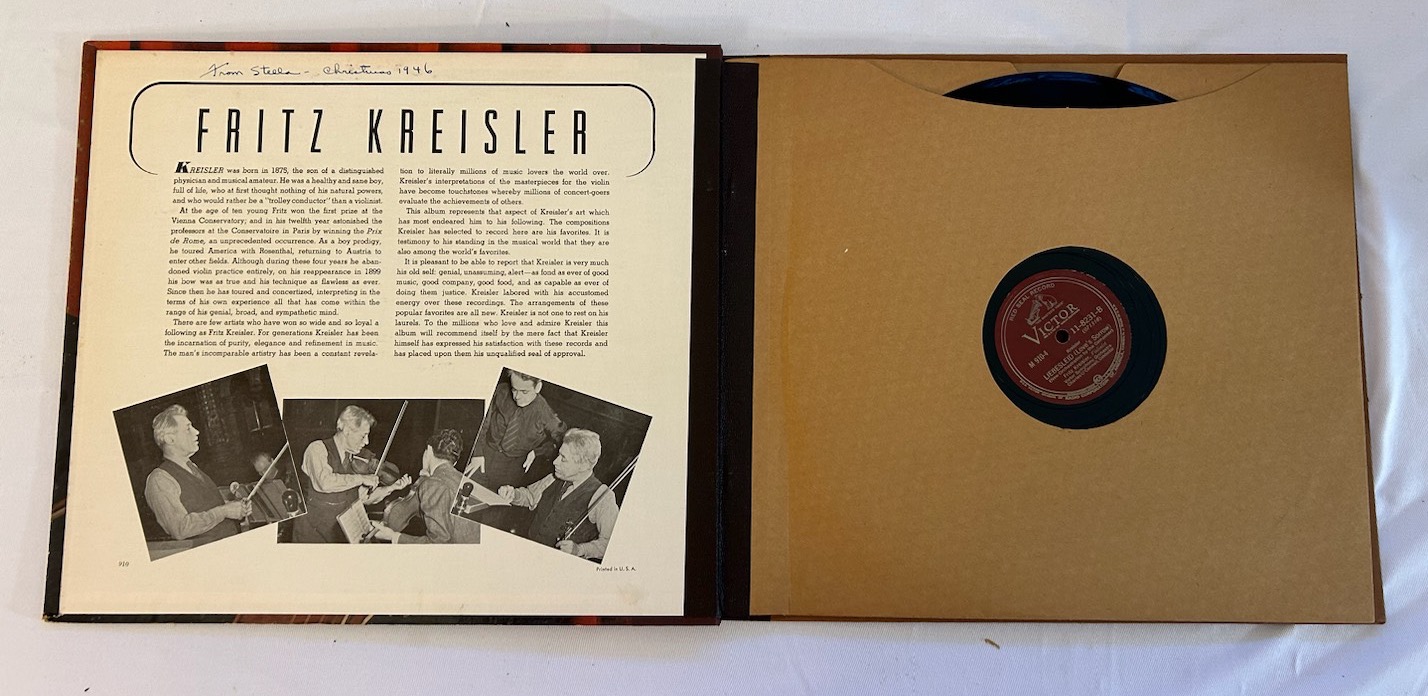 From Stella - Christmas 1946
FRITZ KREISLER
KREISLER was born in 1875, the son of a distinguished
physician and musical amateur. He was a healthy and sane boy,
full of life, who at first thought nothing of his natural powers,
and who would rather be a "trolley conductor" than a violinist.
At the age of ten young Fritz won the first prize at the
Vienna Conservatory; and in his twelfth year astonished the
professors at the Conservatoire in Paris by winning the Prix
de Rome, an unprecedented occurrence. As a boy prodigy,
he toured America with Rosenthal, returning to Austria to
enter other fields. Although during these four years he aban-
doned violin practice entirely, on his reappearance in 1899
his bow was as true and his technique as flawless as ever.
Since then he has toured and concertized, interpreting in the
terms of his own experience all that has come within the
range of his genial, broad, and sympathetic mind.
There are few artists who have won so wide and so loyal a
following as Fritz Kreisler. For generations Kreisler has been
the incarnation of purity, elegance and refinement in music.
The man's incomparable artistry has been a constant revela-
tion to literally millions of music lovers the world over.
Kreisler's interpretations of the masterpieces for the violin
have become touchstones whereby millions of concert-goers
evaluate the achievements of others.
This album represents that aspect of Kreisler's art which
has most endeared him to his following. The compositions
Kreisler has selected to record here are his favorites. It is
testimony to his standing in the musical world that they are
also among the world's favorites.
It is pleasant to be able to report that Kreisler is very much
his old self: genial, unassuming, alert—as fond as ever of good
music, good company, good food, and as capable as ever of
doing them justice. Kreisler labored with his accustomed
energy over these recordings. The arrangements of these
popular favorites are all new. Kreisler is not one to rest on his
laurels. To the millions who love and admire Kreisler this
album will recommend itself by the mere fact that Kreisler
himself has expressed his satisfaction with these records and
has placed upon them his unqualified seal of approval.
910
Printed in U. S. A.
RED SEAL RECORD
VICTOR
11-8231-B
M 910-4
LIEBESLEID (Love's Sorrow)
Fritz Kreisler, Violinist